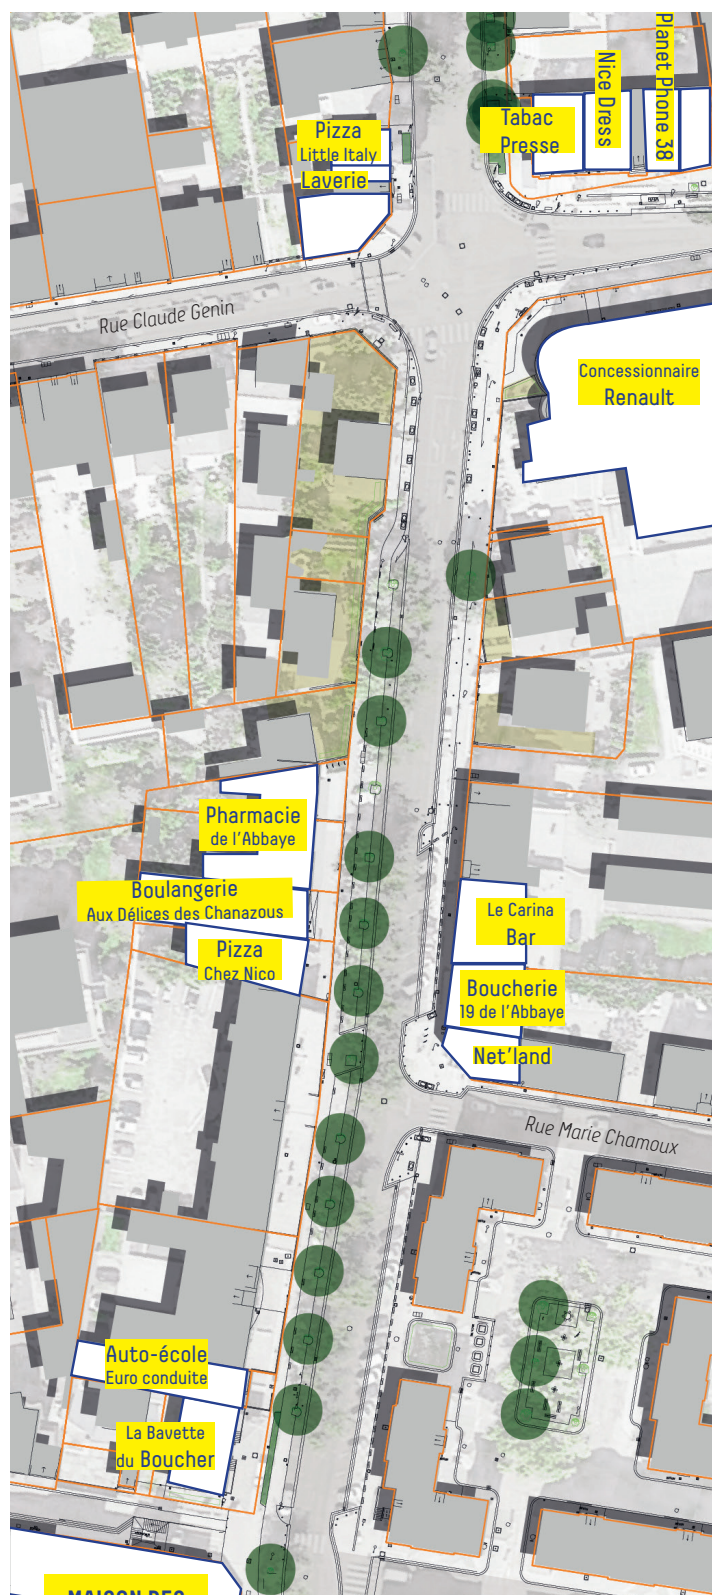 Pizza
Little Italy
Laverie
Tabac
Presse
Nice Dress
Planet Phone 38
Rue Claude Genin
Concessionnaire
Renault
Pharmacie
de l'Abbaye
Boulangerie
Aux Délices des Chanazous
Pizza
Chez Nico
Le Carina
Bar
Boucherie
19 de l'Abbaye
Net'land
Rue Marie Chamoux
Auto-école
Euro conduite
La Bavette
du Boucher
MAISON DES